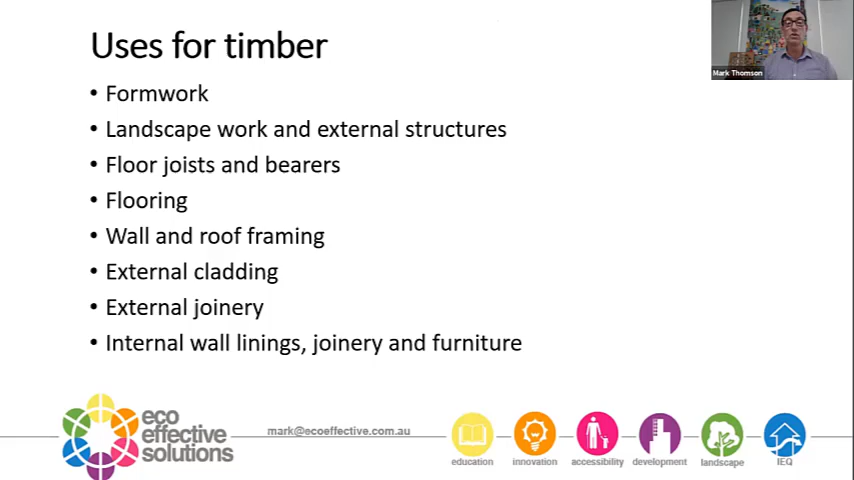 Uses for timber
Mark Thomson
• Formwork
• Landscape work and external structures
• Floor joists and bearers
• Flooring
• Wall and roof framing
• External cladding
• External joinery
• Internal wall linings, joinery and furniture
eco
effective
solutions
mark@ecoeffective.com.au
education
innovation
accessibility
development
landscape
IEQ